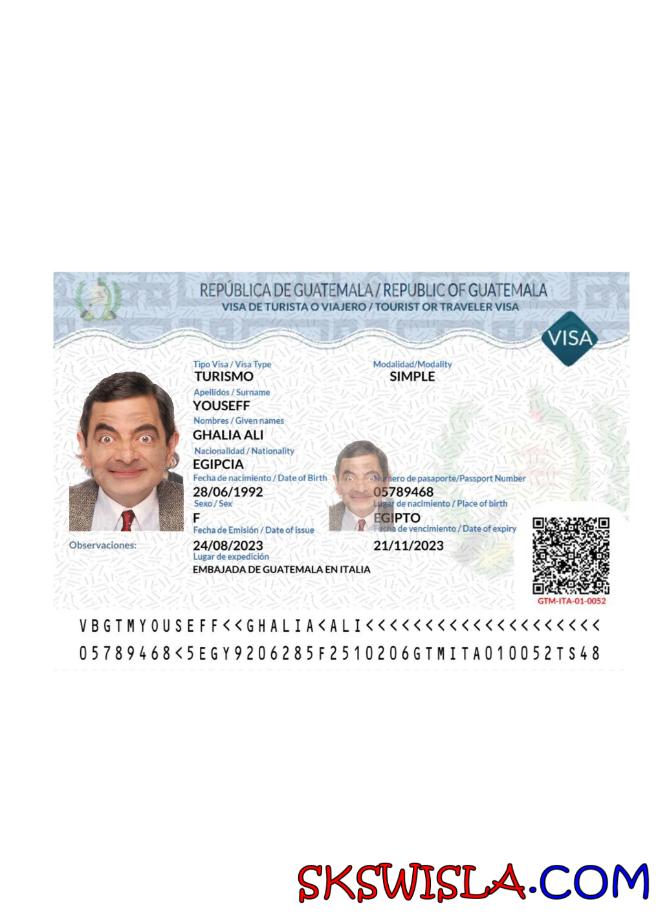 REPÚBLICA DE GUATEMALA / REPUBLIC OF GUATEMALA
VISA DE TURISTA O VIAJERO / TOURIST OR TRAVELER VISA
VISA
Tipo Visa / Visa Type
TURISMO
Modalidad/Modality
SIMPLE
Apellidos / Surname
YOUSEFF
Nombres / Given names
GHALIA ALI
Nacionalidad / Nationality
EGIPCIA
Fecha de nacimiento / Date of Birth
28/06/1992
Número de pasaporte/Passport Number
05789468
Sexo / Sex
F
Lugar de nacimiento / Place of birth
EGIPTO
Fecha de Emisión / Date of issue
24/08/2023
Fecha de vencimiento / Date of expiry
21/11/2023
Observaciones:
Lugar de expedición
EMBAJADA DE GUATEMALA EN ITALIA
GTM-ITA-01-0052
VBGTMYOUSEFF<<GHALIA<ALI<<<<<<<<<<<<<<<<<<<<
05789468<5EGY9206285F2510206GTMITA010052TS48
SKSWISLA.COM